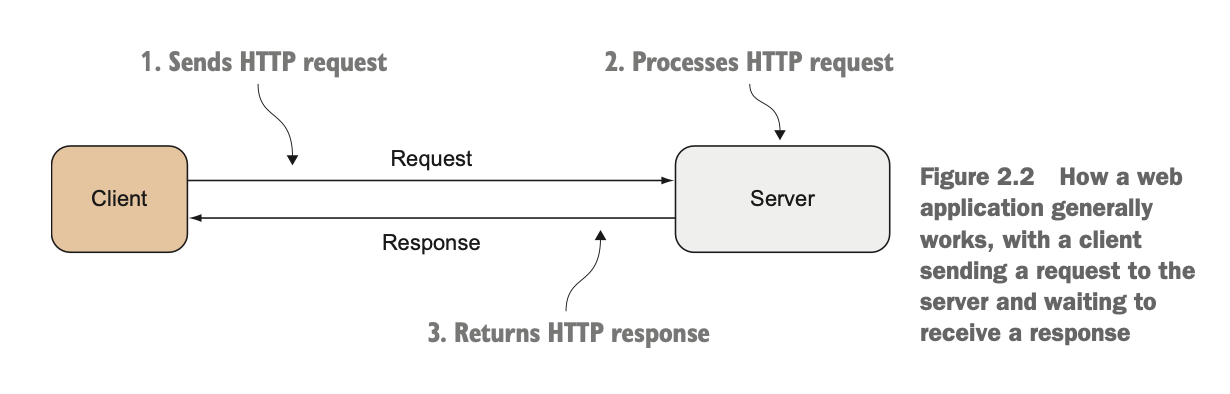 1. Sends HTTP request
2. Processes HTTP request
Request
Client
Server
Response
3. Returns HTTP response
Figure 2.2 How a web
application generally
works, with a client
sending a request to the
server and waiting to
receive a response